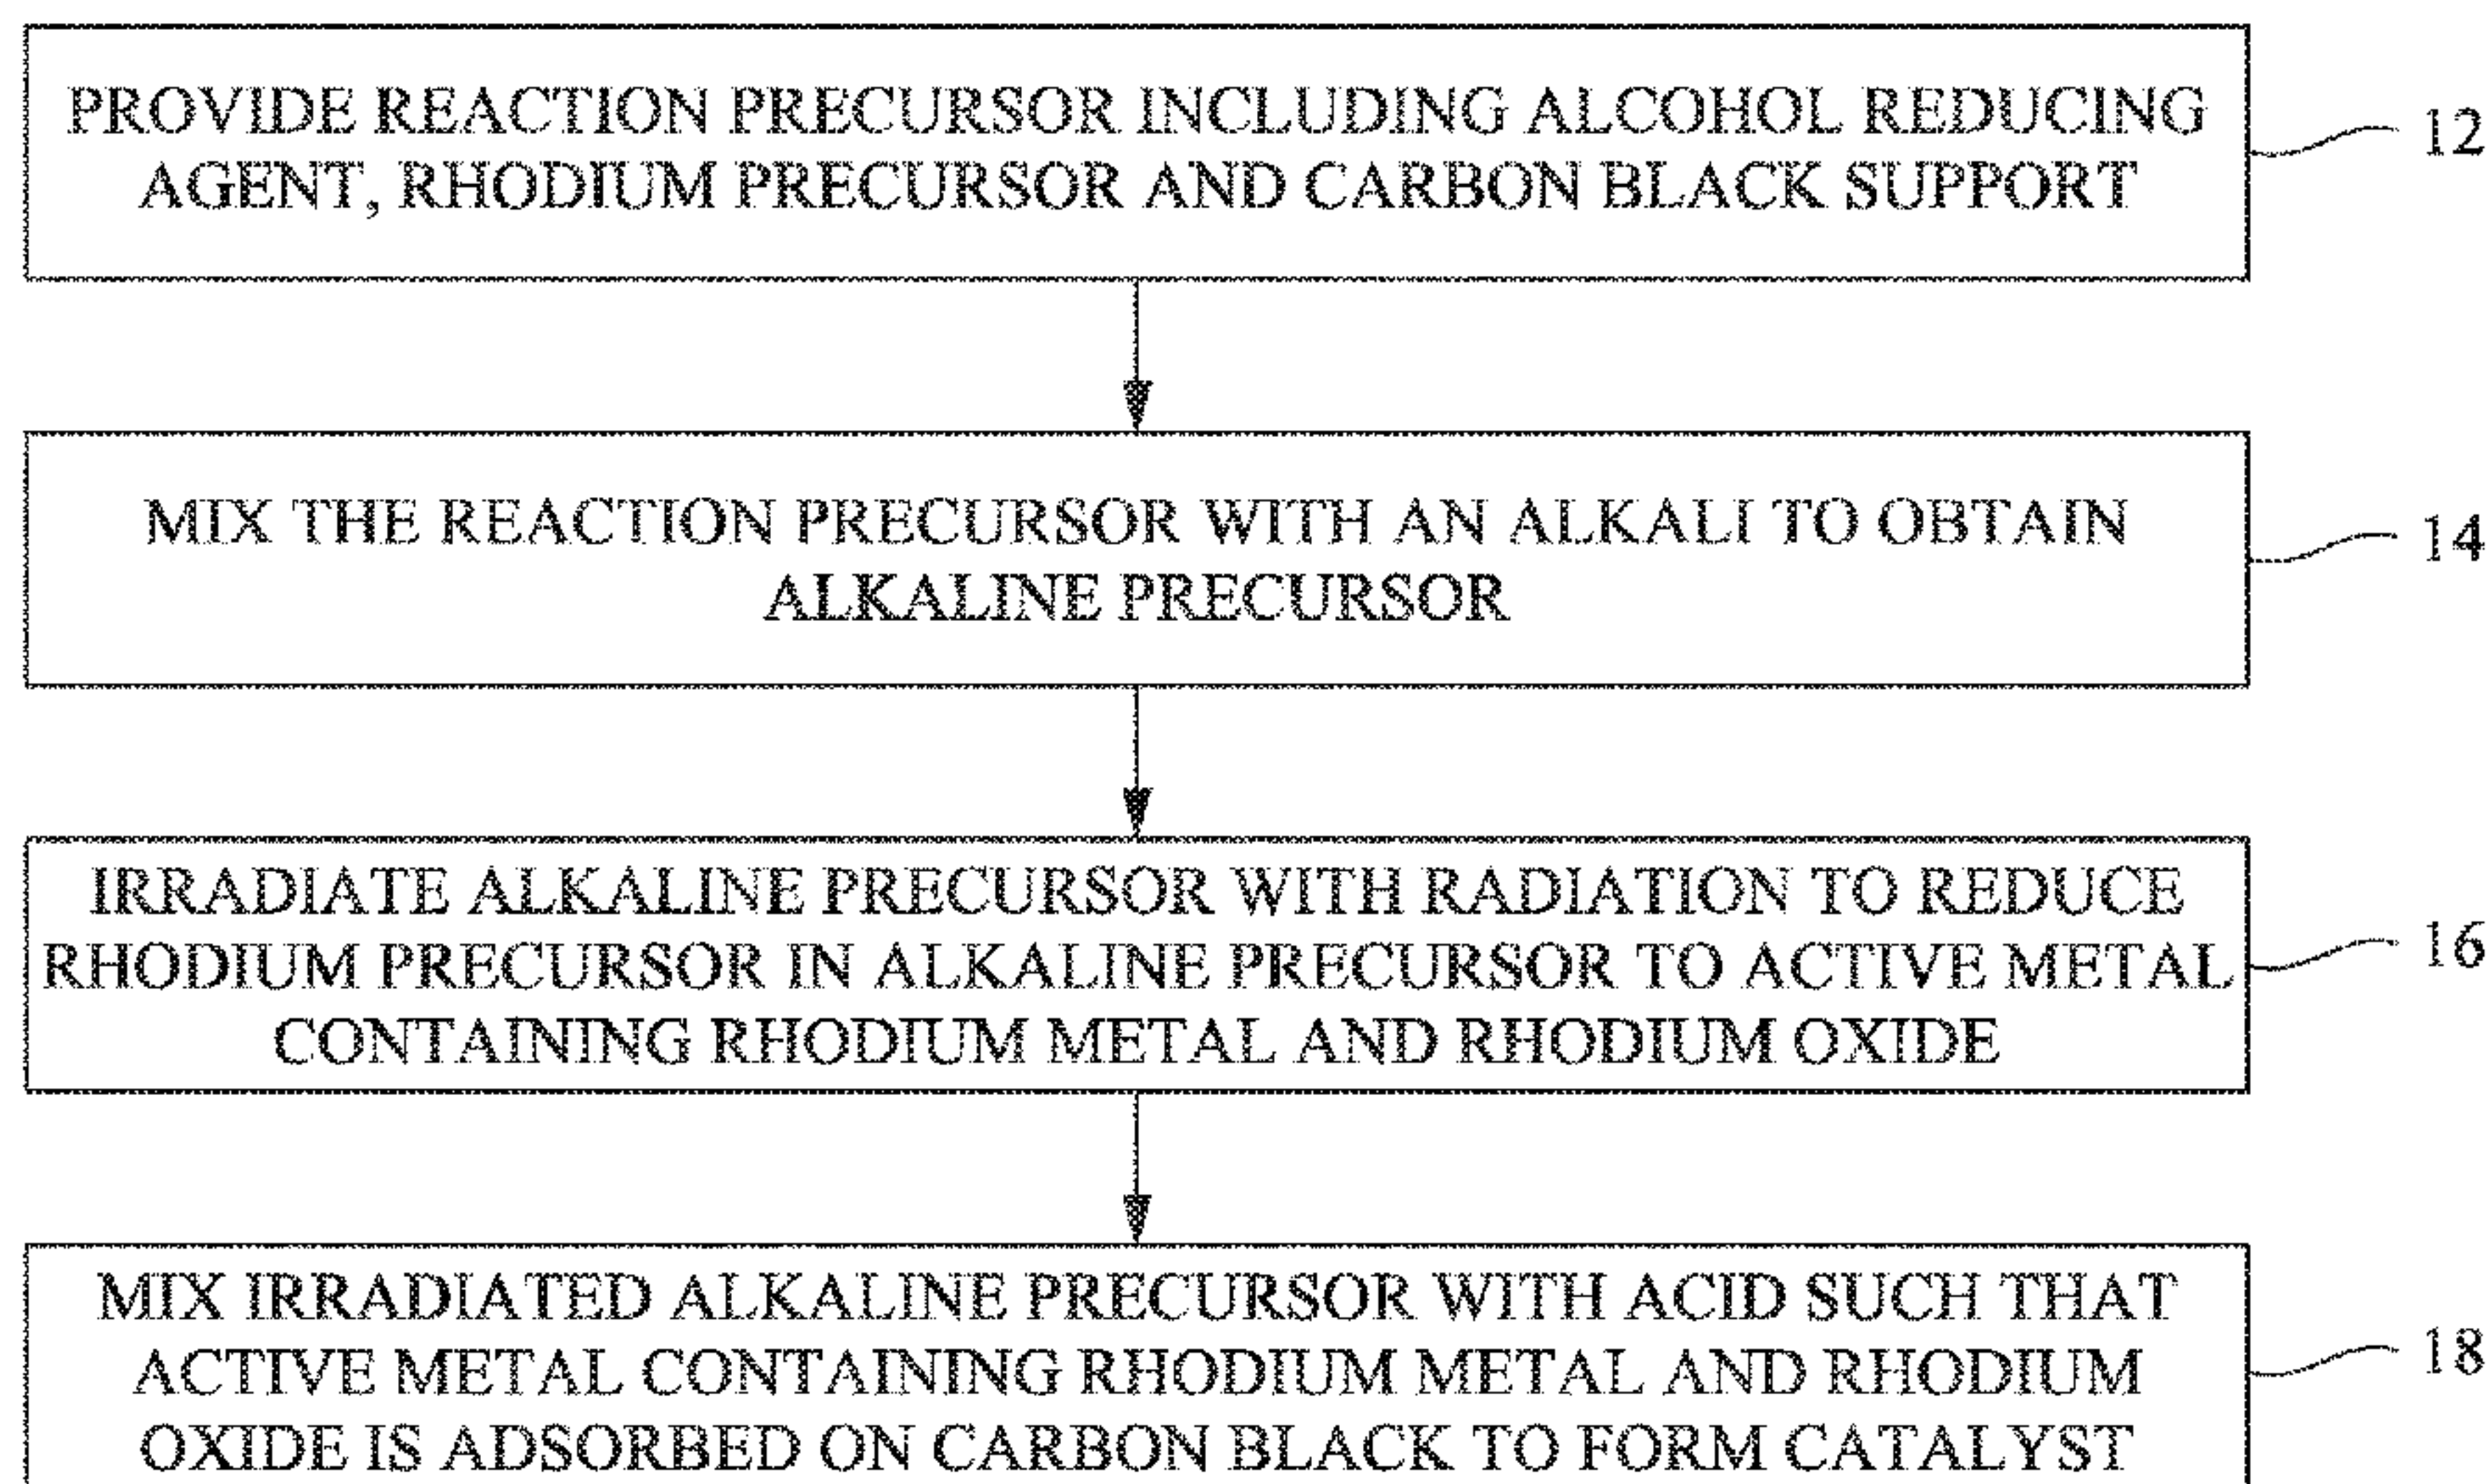 PROVIDE REACTION PRECURSOR INCLUDING ALCOHOL REDUCING
AGENT, RHODIUM PRECURSOR AND CARBON BLACK SUPPORT
12
MIX THE REACTION PRECURSOR WITH AN ALKALI TO OBTAIN
ALKALINE PRECURSOR
14
IRRADIATE ALKALINE PRECURSOR WITH RADIATION TO REDUCE
RHODIUM PRECURSOR IN ALKALINE PRECURSOR TO ACTIVE METAL
CONTAINING RHODIUM METAL AND RHODIUM OXIDE
16
MIX IRRADIATED ALKALINE PRECURSOR WITH ACID SUCH THAT
ACTIVE METAL CONTAINING RHODIUM METAL AND RHODIUM
OXIDE IS ADSORBED ON CARBON BLACK TO FORM CATALYST
18